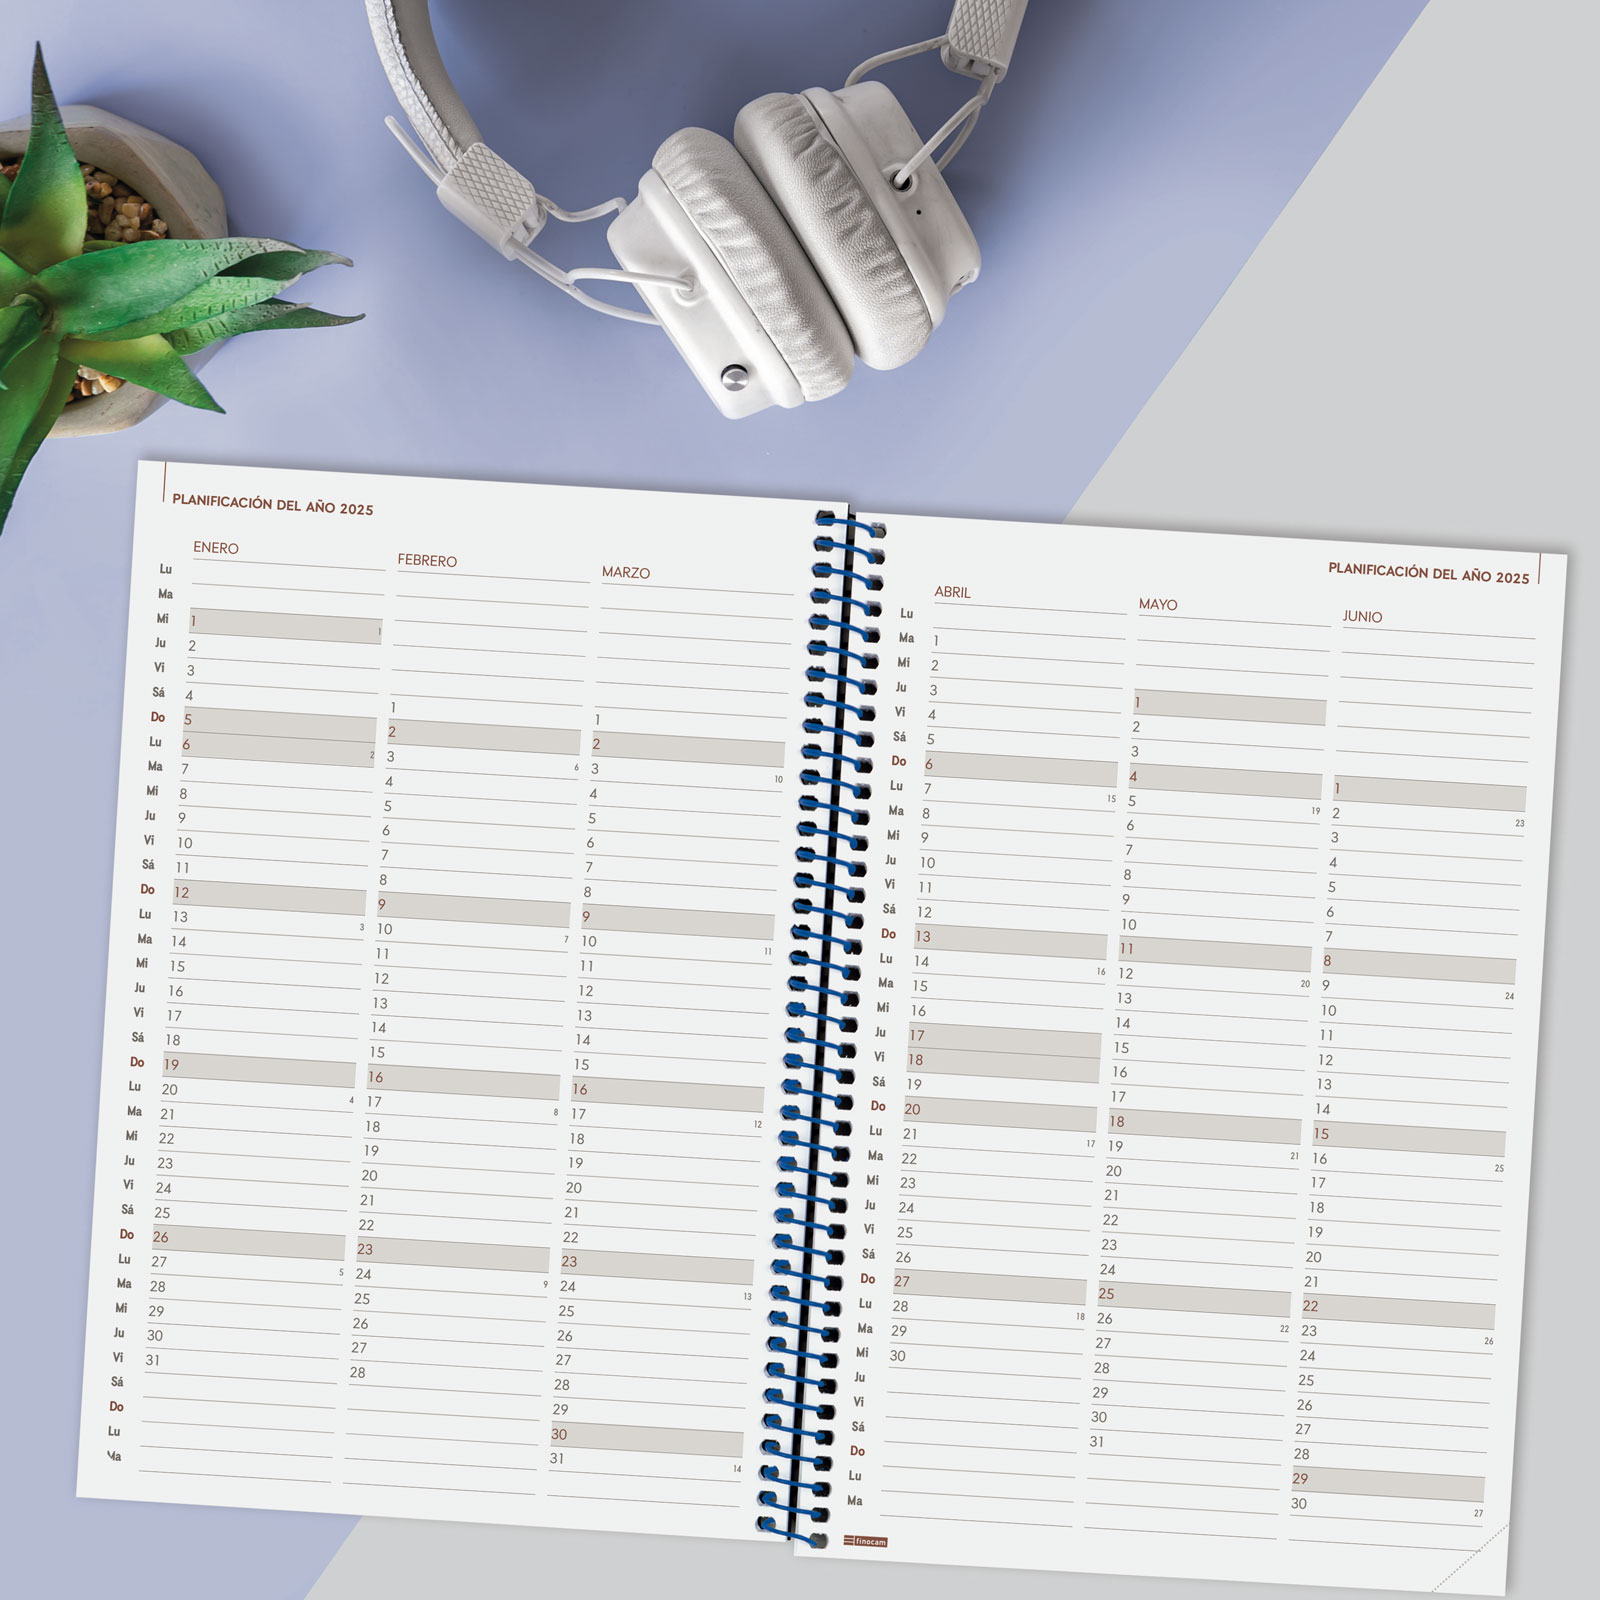 PLANIFICACIÓN DEL AÑO 2025
ENERO FEBRERO MARZO
Lu
Ma
Mi 1 1
Ju 2
Vi 3
Sá 4 1 1
Do 5 2 2
Lu 6 2 3 6 3 10
Ma 7 4 4
Mi 8 5 5
Ju 9 6 6
Vi 10 7 7
Sá 11 8 8
Do 12 9 9
Lu 13 3 10 7 10 11
Ma 14 11 11
Mi 15 12 12
Ju 16 13 13
Vi 17 14 14
Sá 18 15 15
Do 19 16 16
Lu 20 4 17 8 17 12
Ma 21 18 18
Mi 22 19 19
Ju 23 20 20
Vi 24 21 21
Sá 25 22 22
Do 26 23 23
Lu 27 5 24 9 24 13
Ma 28 25 25
Mi 29 26 26
Ju 30 27 27
Vi 31 28 28
Sá 29
Do 30
Lu 31 14
Ma
PLANIFICACIÓN DEL AÑO 2025
ABRIL MAYO JUNIO
Lu
Ma 1
Mi 2
Ju 3 1
Vi 4 2
Sá 5 3
Do 6 4 1
Lu 7 15 5 19 2 23
Ma 8 6 3
Mi 9 7 4
Ju 10 8 5
Vi 11 9 6
Sá 12 10 7
Do 13 11 8
Lu 14 16 12 20 9 24
Ma 15 13 10
Mi 16 14 11
Ju 17 15 12
Vi 18 16 13
Sá 19 17 14
Do 20 18 15
Lu 21 17 19 21 16 25
Ma 22 20 17
Mi 23 21 18
Ju 24 22 19
Vi 25 23 20
Sá 26 24 21
Do 27 25 22
Lu 28 18 26 22 23 26
Ma 29 27 24
Mi 30 28 25
Ju 29 26
Vi 30 27
Sá 31 28
Do 29
Lu 30 27
Ma
finocam